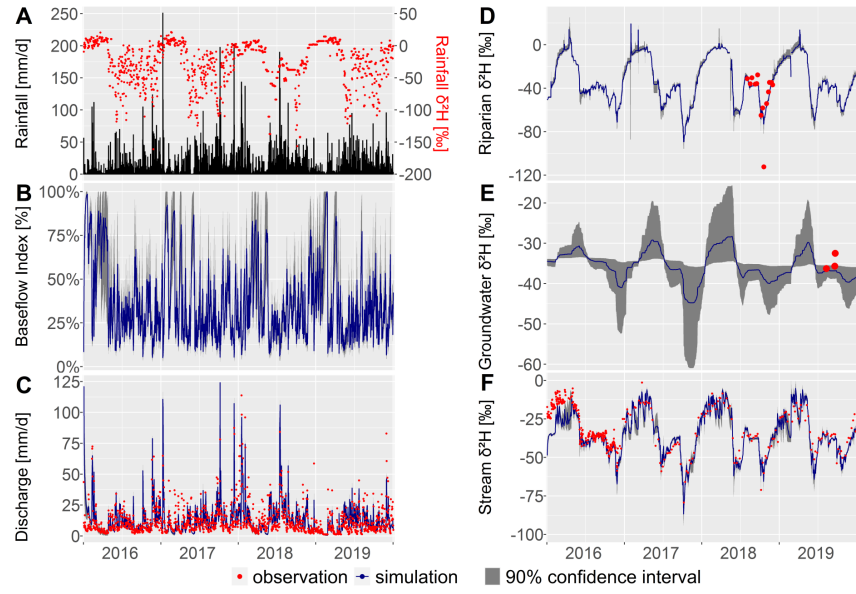 A
Rainfall [mm/d]
250
200
150
100
50
0
50
0
-50
-100
-150
-200
Rainfall δ²H [‰]
B
Baseflow Index [%]
100%
75%
50%
25%
0%
C
Discharge [mm/d]
125
100
75
50
25
0
2016 2017 2018 2019
D
Riparian δ²H [‰]
0
-40
-80
-120
E
Groundwater δ²H [‰]
-20
-30
-40
-50
-60
F
Stream δ²H [‰]
0
-25
-50
-75
-100
2016 2017 2018 2019
observation simulation 90% confidence interval